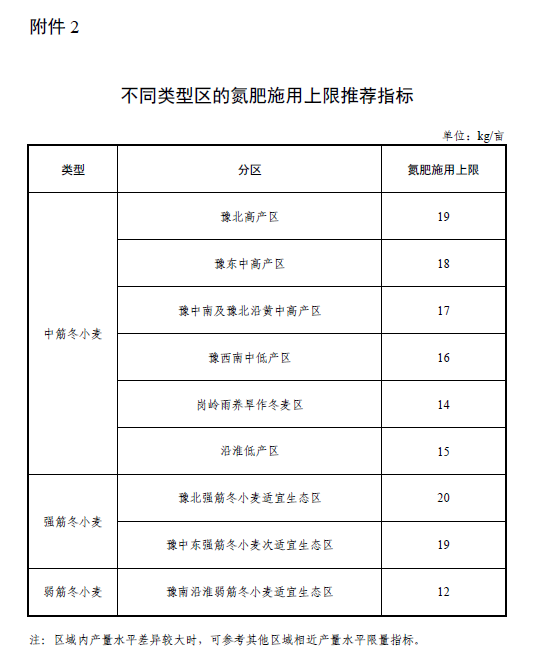 附件 2
不同类型区的氮肥施用上限推荐指标
单位：kg/亩
类型 分区 氮肥施用上限
中筋冬小麦 豫北高产区 19
豫东中高产区 18
豫中南及豫北沿黄中高产区 17
豫西南中低产区 16
岗岭雨养旱作冬麦区 14
沿淮低产区 15
强筋冬小麦 豫北强筋冬小麦适宜生态区 20
豫中东强筋冬小麦次适宜生态区 19
弱筋冬小麦 豫南沿淮弱筋冬小麦适宜生态区 12
注：区域内产量水平差异较大时，可参考其他区域相近产量水平限量指标。